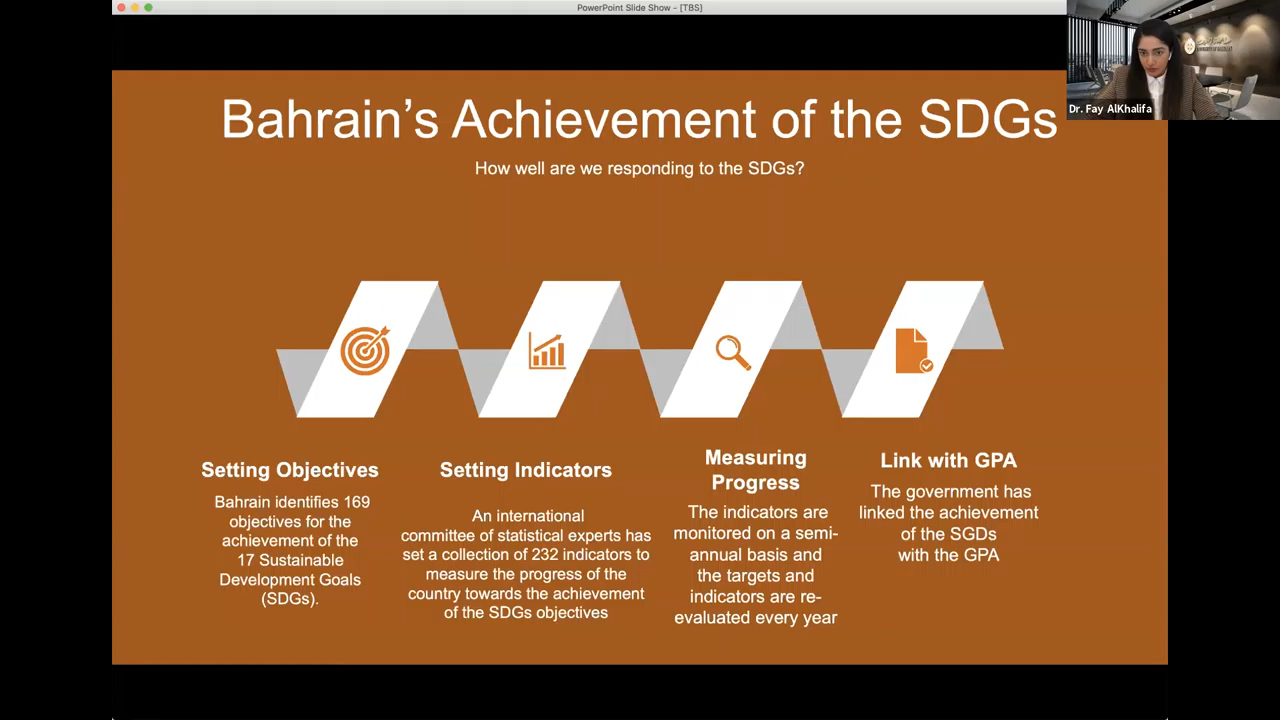 PowerPoint Slide Show - [TBS]
Dr. Fay AlKhalifa
Bahrain's Achievement of the SDGs
How well are we responding to the SDGs?
Setting Objectives
Bahrain identifies 169
objectives for the
achievement of the
17 Sustainable
Development Goals
(SDGs).
Setting Indicators
An international
committee of statistical experts has
set a collection of 232 indicators to
measure the progress of the
country towards the achievement
of the SDGs objectives
Measuring
Progress
The indicators are
monitored on a semi-
annual basis and
the targets and
indicators are re-
evaluated every year
Link with GPA
The government has
linked the achievement
of the SGDs
with the GPA